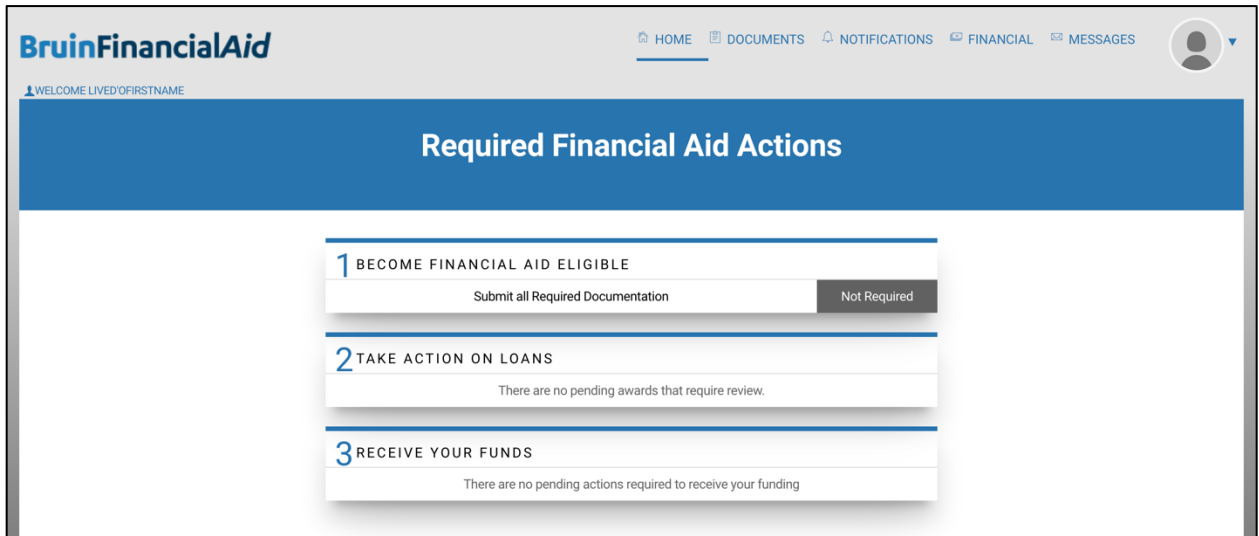 BruinFinancialAid
HOME DOCUMENTS NOTIFICATIONS FINANCIAL MESSAGES
WELCOME LIVED'OFIRSTNAME
Required Financial Aid Actions
1 BECOME FINANCIAL AID ELIGIBLE
Submit all Required Documentation Not Required
2 TAKE ACTION ON LOANS
There are no pending awards that require review.
3 RECEIVE YOUR FUNDS
There are no pending actions required to receive your funding